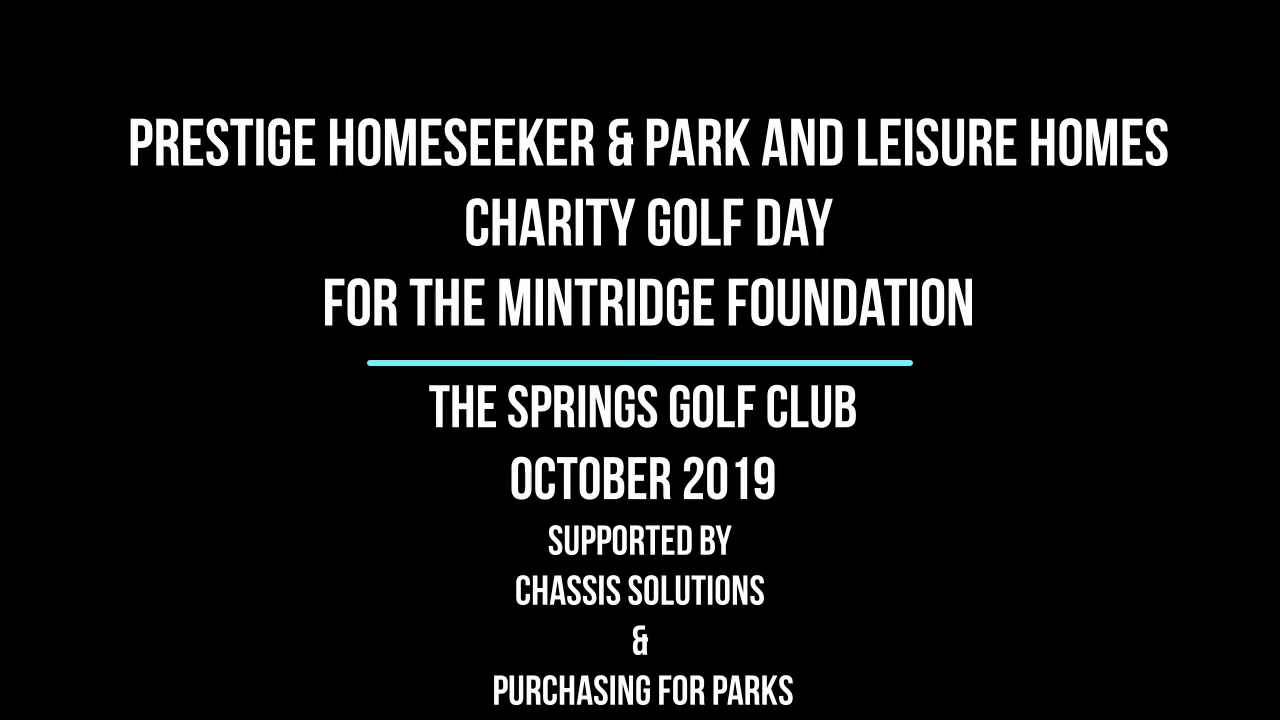 PRESTIGE HOMESEEKER & PARK AND LEISURE HOMES
CHARITY GOLF DAY
FOR THE MINTRIDGE FOUNDATION
THE SPRINGS GOLF CLUB
OCTOBER 2019
SUPPORTED BY
CHASSIS SOLUTIONS
&
PURCHASING FOR PARKS